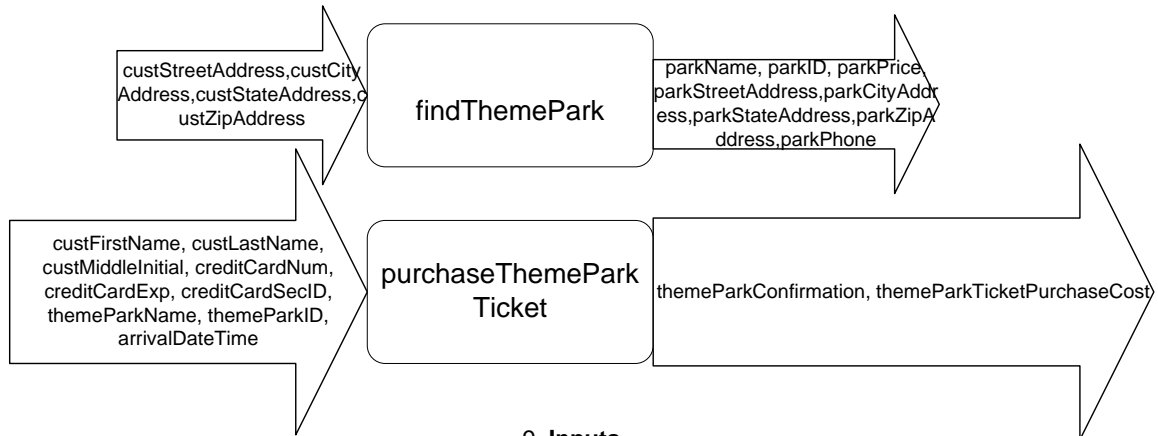 custStreetAddress,custCity
Address,custStateAddress,c
ustZipAddress
findThemePark
parkName, parkID, parkPrice,
parkStreetAddress,parkCityAddr
ess,parkStateAddress,parkZipA
ddress,parkPhone
custFirstName, custLastName,
custMiddleInitial, creditCardNum,
creditCardExp, creditCardSecID,
themeParkName, themeParkID,
arrivalDateTime
purchaseThemePark
Ticket
themeParkConfirmation, themeParkTicketPurchaseCost